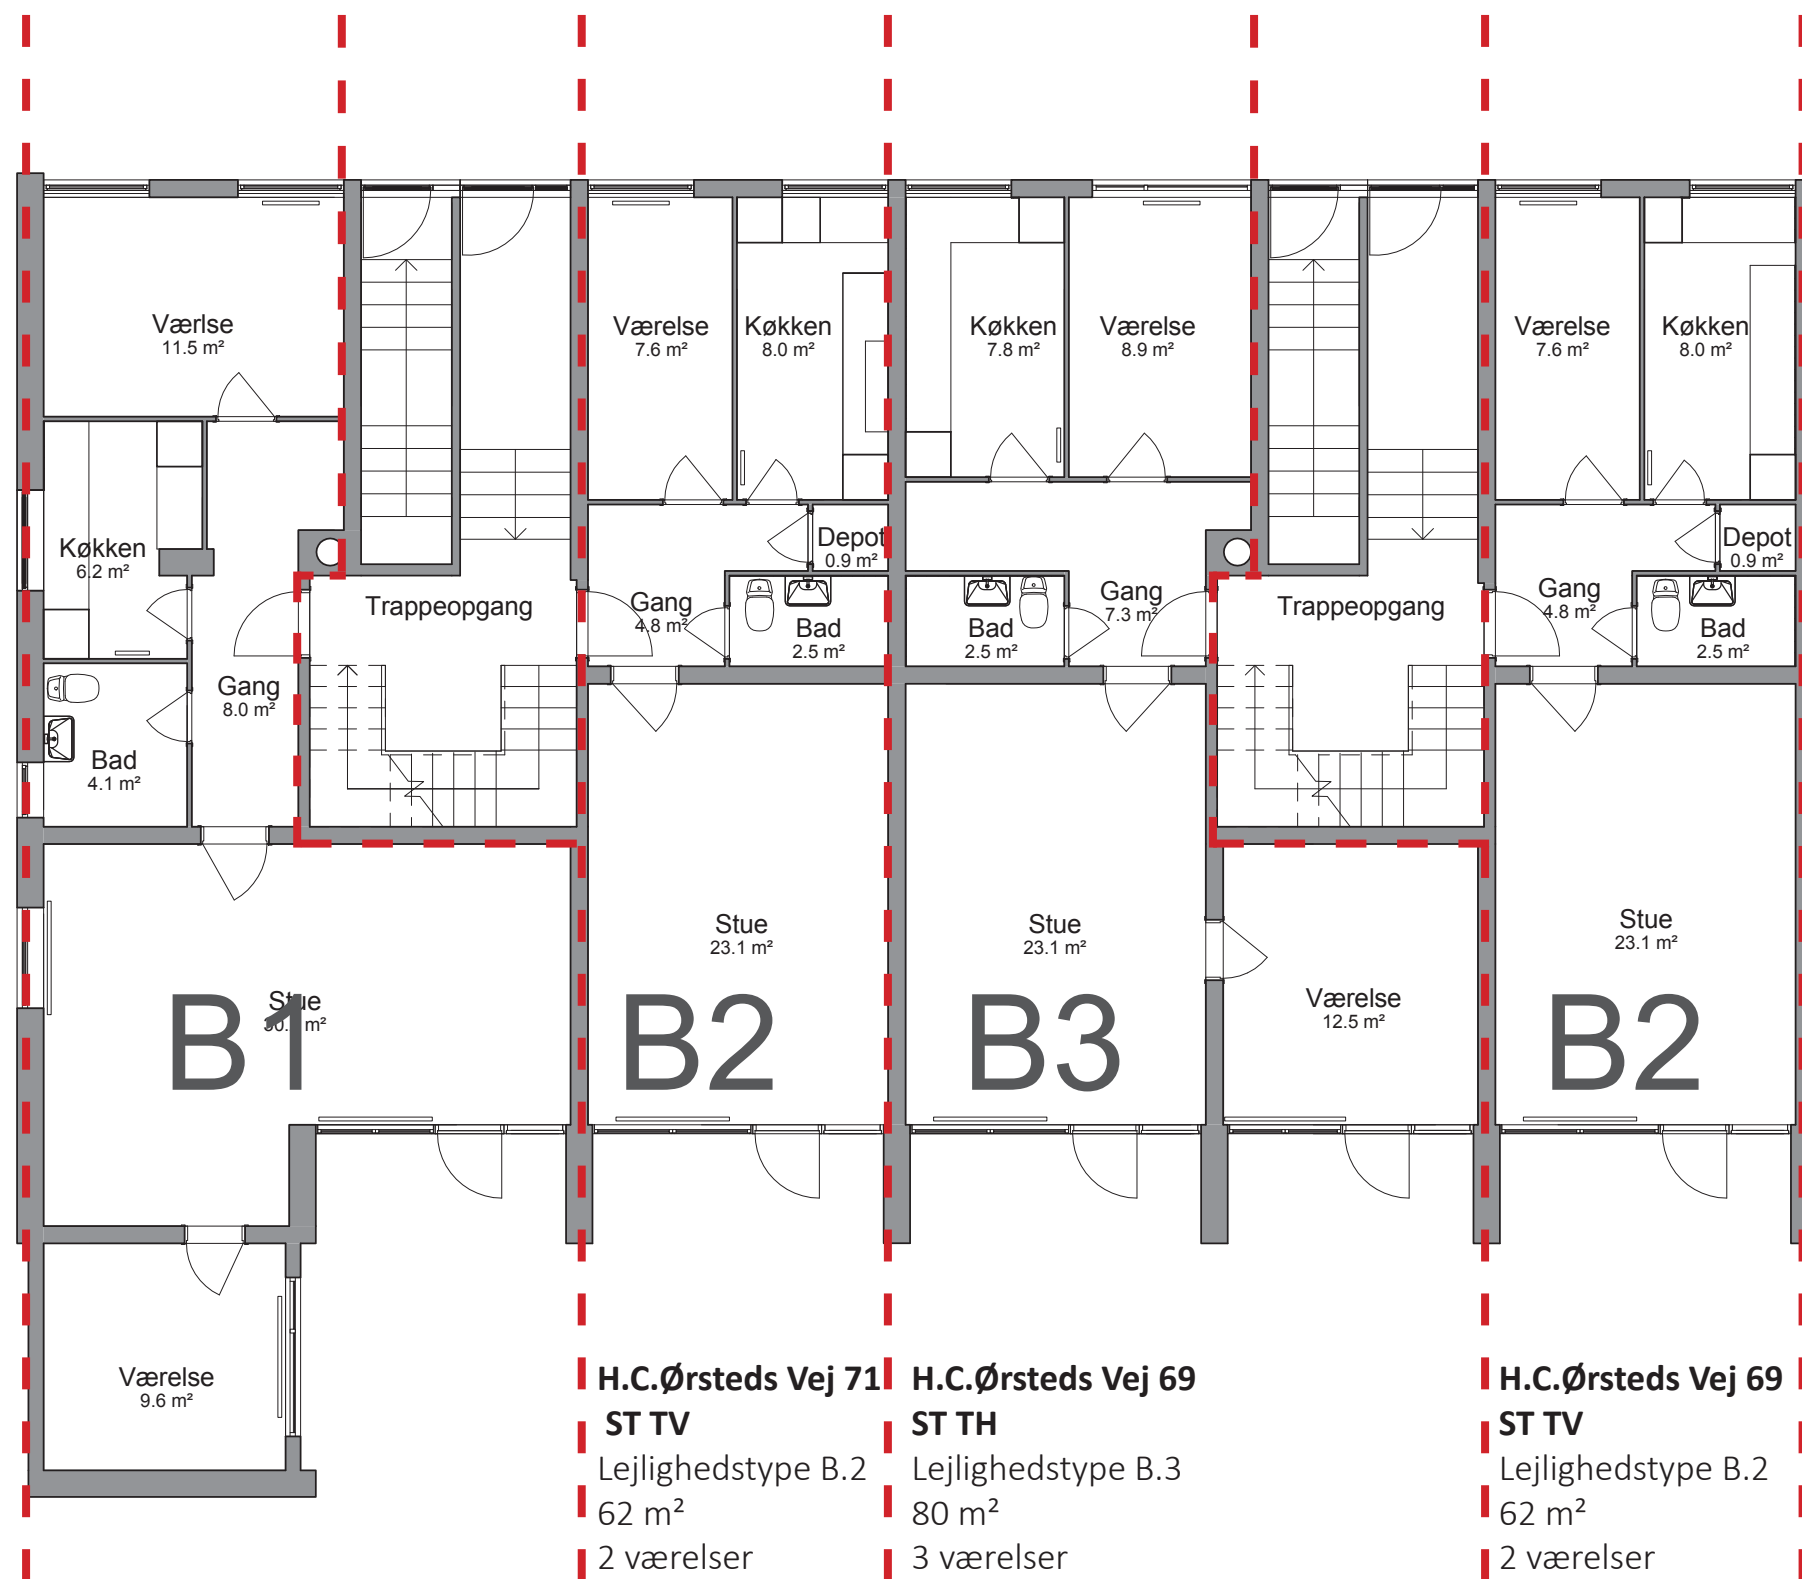 Værlse
11.5 m²
Køkken
6.2 m²
Bad
4.1 m²
Gang
8.0 m²
Trappeopgang
Stue
m²
B1
Værelse
9.6 m²
Værelse
7.6 m²
Køkken
8.0 m²
Depot
0.9 m²
Gang
4.8 m²
Bad
2.5 m²
Stue
23.1 m²
B2
Køkken
7.8 m²
Værelse
8.9 m²
Bad
2.5 m²
Gang
7.3 m²
Trappeopgang
Stue
23.1 m²
B3
Værelse
12.5 m²
Værelse
7.6 m²
Køkken
8.0 m²
Depot
0.9 m²
Gang
4.8 m²
Bad
2.5 m²
Stue
23.1 m²
B2
H.C.Ørsteds Vej 71
ST TV
Lejlighedstype B.2
62 m²
2 værelser
H.C.Ørsteds Vej 69
ST TH
Lejlighedstype B.3
80 m²
3 værelser
H.C.Ørsteds Vej 69
ST TV
Lejlighedstype B.2
62 m²
2 værelser